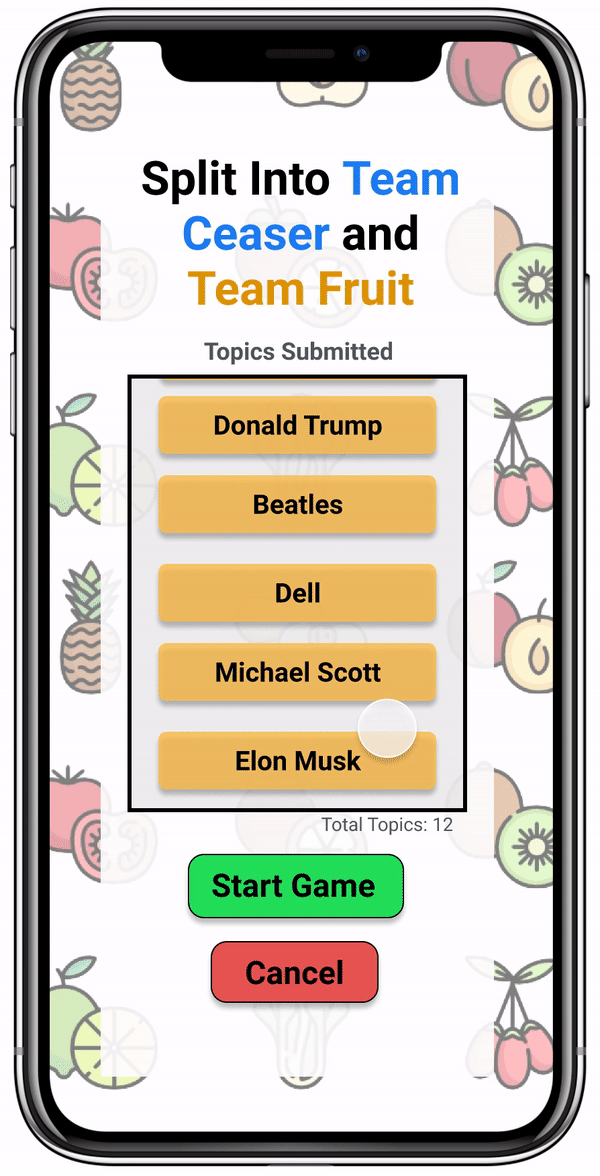 Split Into Team
Ceaser and
Team Fruit
Topics Submitted
Donald Trump
Beatles
Dell
Michael Scott
Elon Musk
Total Topics: 12
Start Game
Cancel